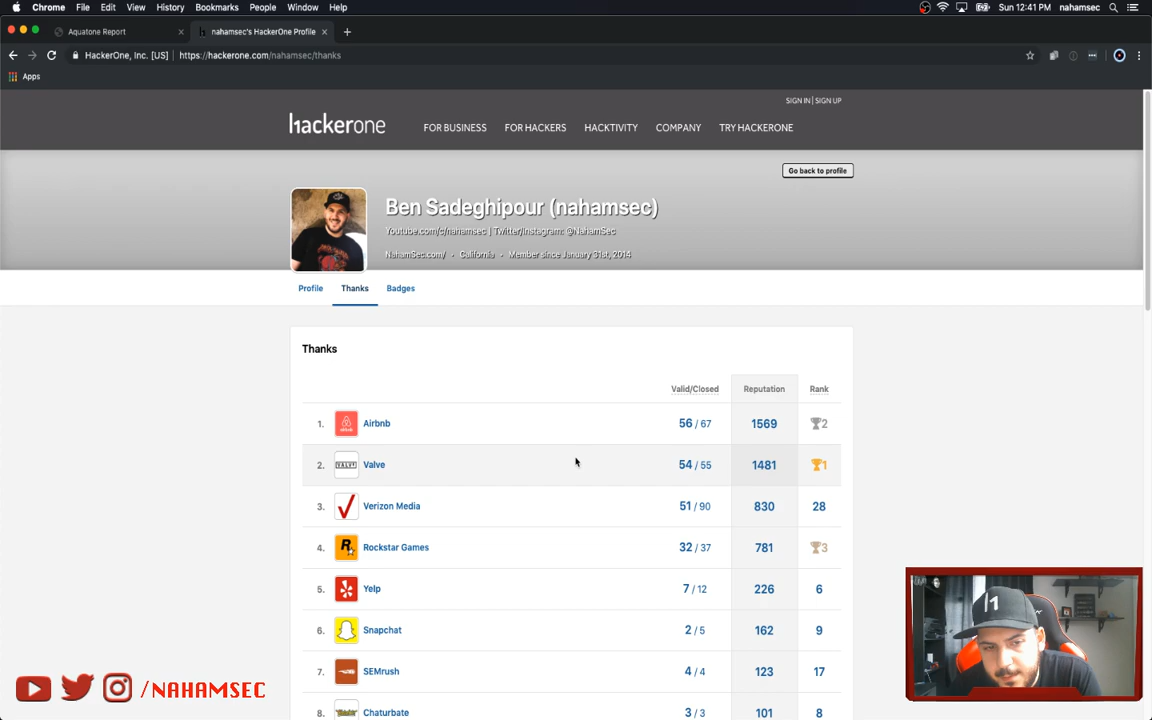 Chrome File Edit View History Bookmarks People Window Help Sun 12:41 PM nahamsec
Aquatone Report nahamsec's HackerOne Profile
HackerOne, Inc. [US] https://hackerone.com/nahamsec/thanks
Apps
SIGN IN | SIGN UP
hackerone FOR BUSINESS FOR HACKERS HACKTIVITY COMPANY TRY HACKERONE
Go back to profile
Ben Sadeghipour (nahamsec)
Youtube.com/c/nahamsec | Twitter/Instagram: @NahamSec
NahamSec.com/ • California • Member since January 31st, 2014
Profile Thanks Badges
Thanks
Valid/Closed Reputation Rank
1. airbnb Airbnb 56 / 67 1569 2
2. VALVE Valve 54 / 55 1481 1
3. Verizon Media 51 / 90 830 28
4. R Rockstar Games 32 / 37 781 3
5. Yelp 7 / 12 226 6
6. Snapchat 2 / 5 162 9
7. SEMrush 4 / 4 123 17
8. Chaturbate 3 / 3 101 8
/NAHAMSEC